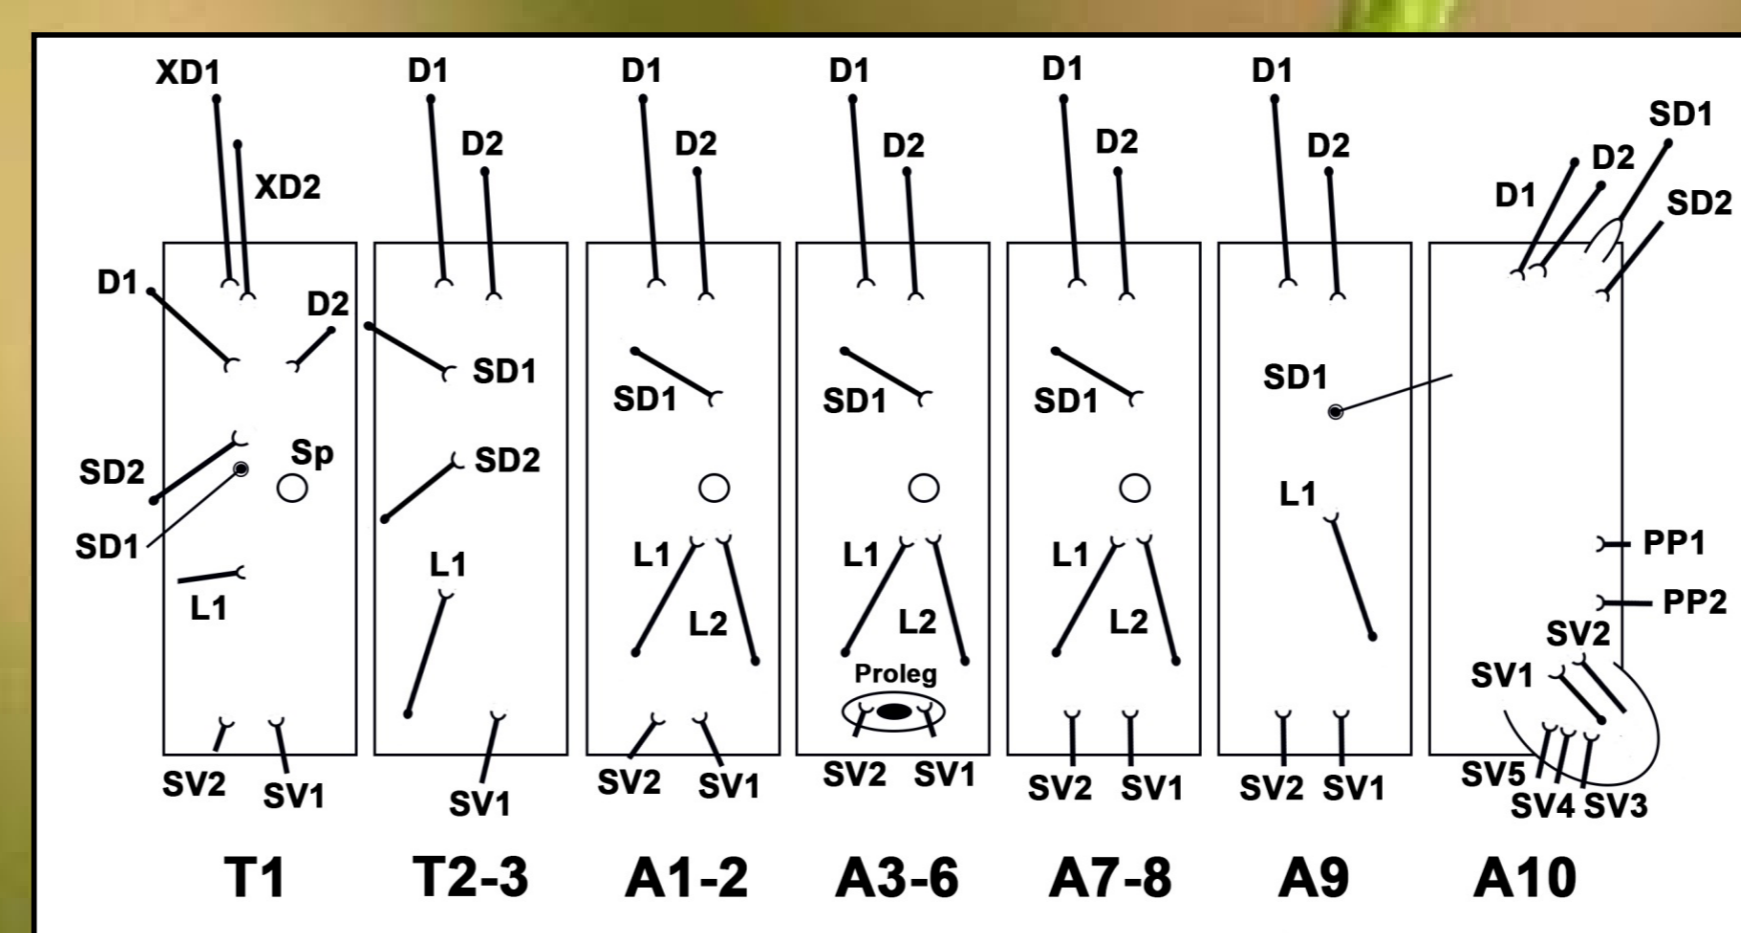 XD1
XD2
D1
D2
SD2
Sp
SD1
L1
SV2
SV1
T1
D1
D2
SD1
SD2
L1
SV1
T2-3
D1
D2
SD1
L1
L2
SV2
SV1
A1-2
D1
D2
SD1
L1
L2
Proleg
SV2
SV1
A3-6
D1
D2
SD1
L1
L2
SV2
SV1
A7-8
D1
D2
SD1
L1
SV2
SV1
A9
SD1
D2
D1
SD2
PP1
PP2
SV2
SV1
SV5
SV4 SV3
A10